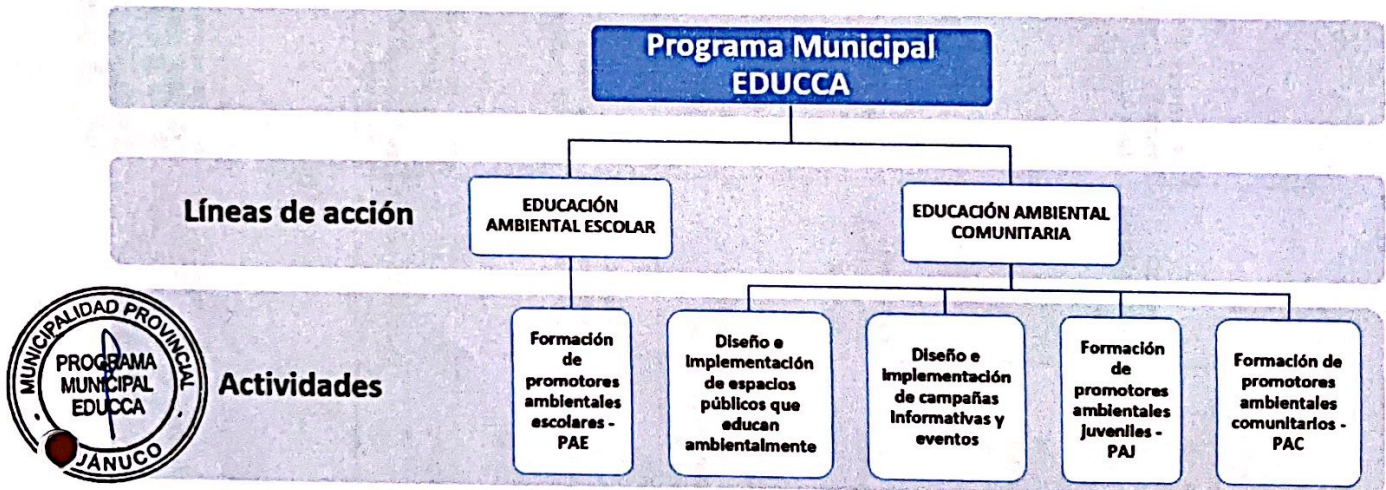 Programa Municipal
EDUCCA
Líneas de acción
EDUCACIÓN
AMBIENTAL ESCOLAR
EDUCACIÓN AMBIENTAL
COMUNITARIA
MUNICIPALIDAD PROVINCIAL
PROGRAMA
MUNICIPAL
EDUCCA
JÁNUCO
Actividades
Formación
de
promotores
ambientales
escolares -
PAE
Diseño e
Implementación
de espacios
públicos que
educan
ambientalmente
Diseño e
Implementación
de campañas
Informativas y
eventos
Formación
de
promotores
ambientales
juveniles -
PAJ
Formación de
promotores
ambientales
comunitarios -
PAC